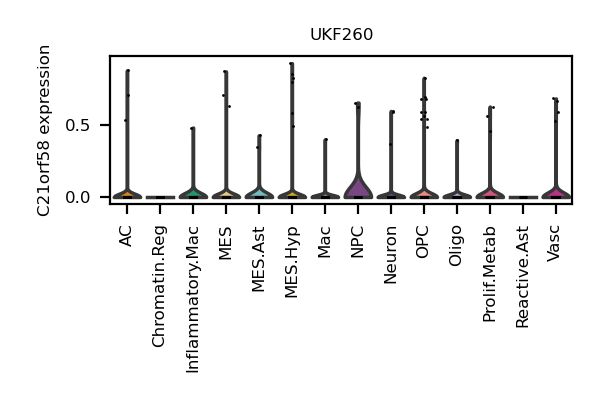 UKF260
C21orf58 expression
0.5
0.0
AC
Chromatin.Reg
Inflammatory.Mac
MES
MES.Ast
MES.Hyp
Mac
NPC
Neuron
OPC
Oligo
Prolif.Metab
Reactive.Ast
Vasc